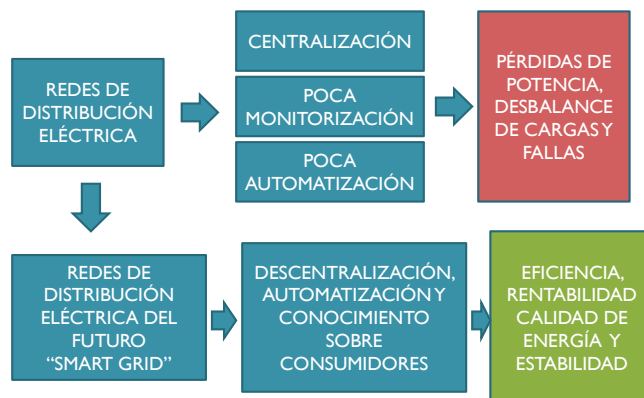 REDES DE
DISTRIBUCIÓN
ELÉCTRICA
CENTRALIZACIÓN
POCA
MONITORIZACIÓN
POCA
AUTOMATIZACIÓN
PÉRDIDAS DE
POTENCIA,
DESBALANCE
DE CARGAS Y
FALLAS
REDES DE
DISTRIBUCIÓN
ELÉCTRICA DEL
FUTURO
“SMART GRID”
DESCENTRALIZACIÓN,
AUTOMATIZACIÓN Y
CONOCIMIENTO
SOBRE
CONSUMIDORES
EFICIENCIA,
RENTABILIDAD
CALIDAD DE
ENERGÍA Y
ESTABILIDAD